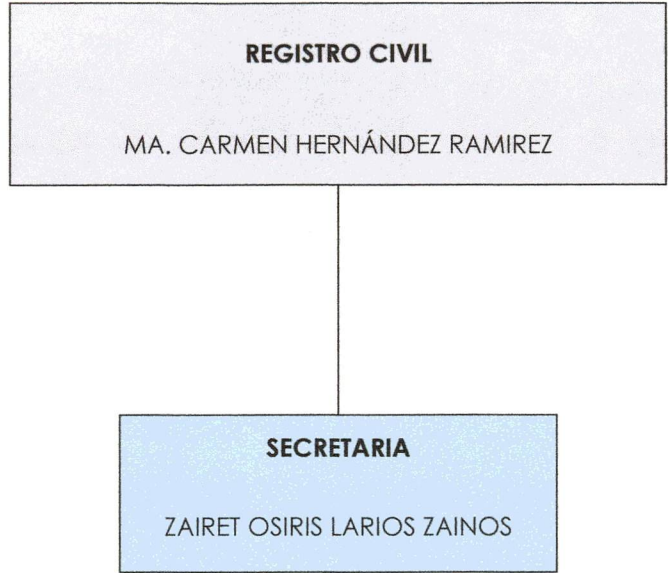 REGISTRO CIVIL
MA. CARMEN HERNÁNDEZ RAMIREZ
SECRETARIA
ZAIRET OSIRIS LARIOS ZAINOS